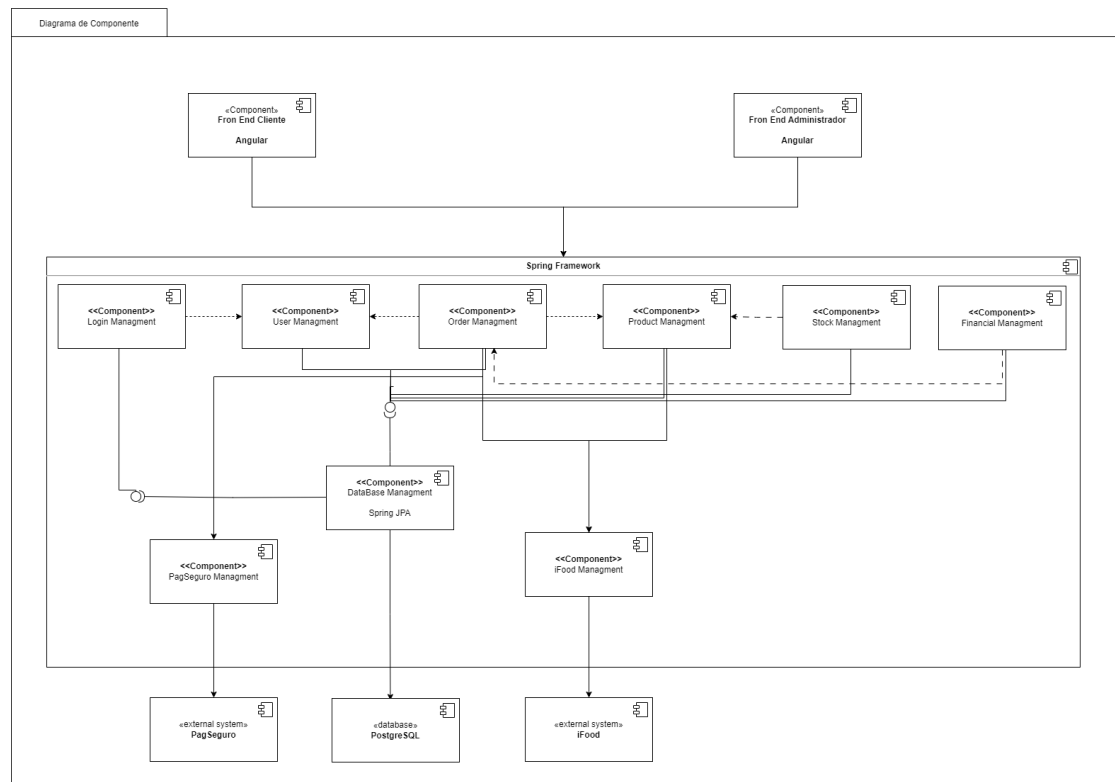 Diagrama de Componente
«Component»
Fron End Cliente
Angular
«Component»
Fron End Administrador
Angular
Spring Framework
<<Component>>
Login Managment
<<Component>>
User Managment
<<Component>>
Order Managment
<<Component>>
Product Managment
<<Component>>
Stock Managment
<<Component>>
Financial Managment
<<Component>>
DataBase Managment
Spring JPA
<<Component>>
PagSeguro Managment
<<Component>>
iFood Managment
«external system»
PagSeguro
«database»
PostgreSQL
«external system»
iFood